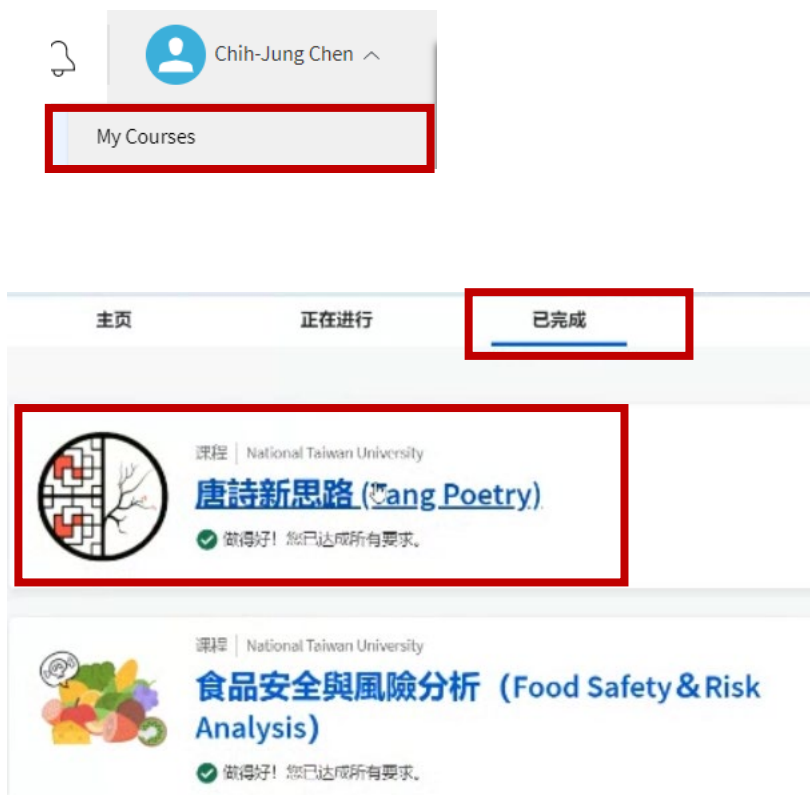 Chih-Jung Chen
My Courses
主页 正在进行 已完成
课程 | National Taiwan University
唐詩新思路 (Tang Poetry)
做得好！您已达成所有要求。
课程 | National Taiwan University
食品安全與風險分析（Food Safety＆Risk
Analysis）
做得好！您已达成所有要求。